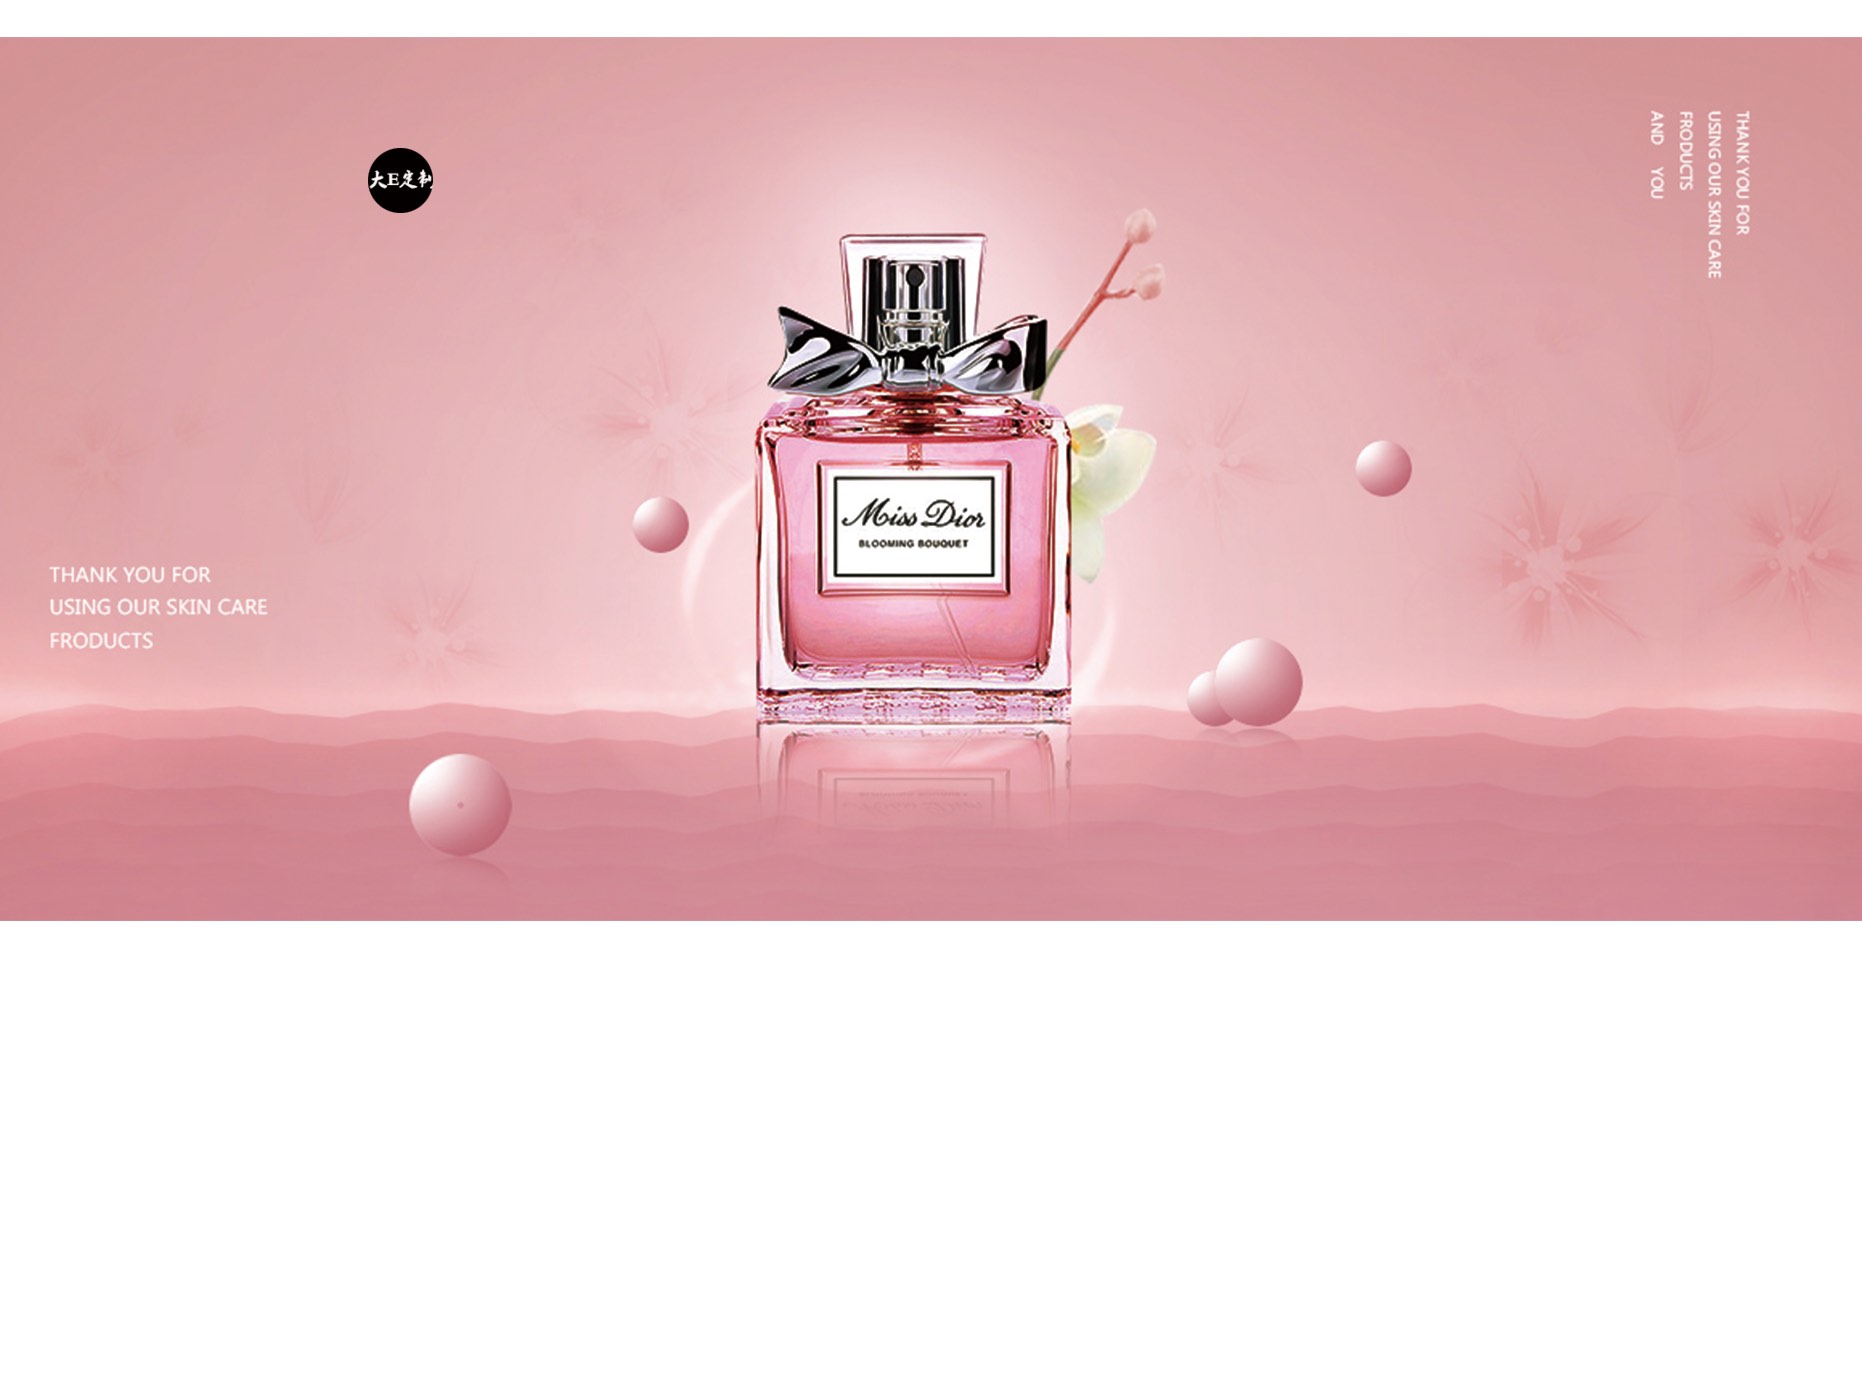 大E定制
THANK YOU FOR
USING OUR SKIN CARE
FRODUCTS
AND YOU
Miss Dior
BLOOMING BOUQUET
THANK YOU FOR
USING OUR SKIN CARE
FRODUCTS